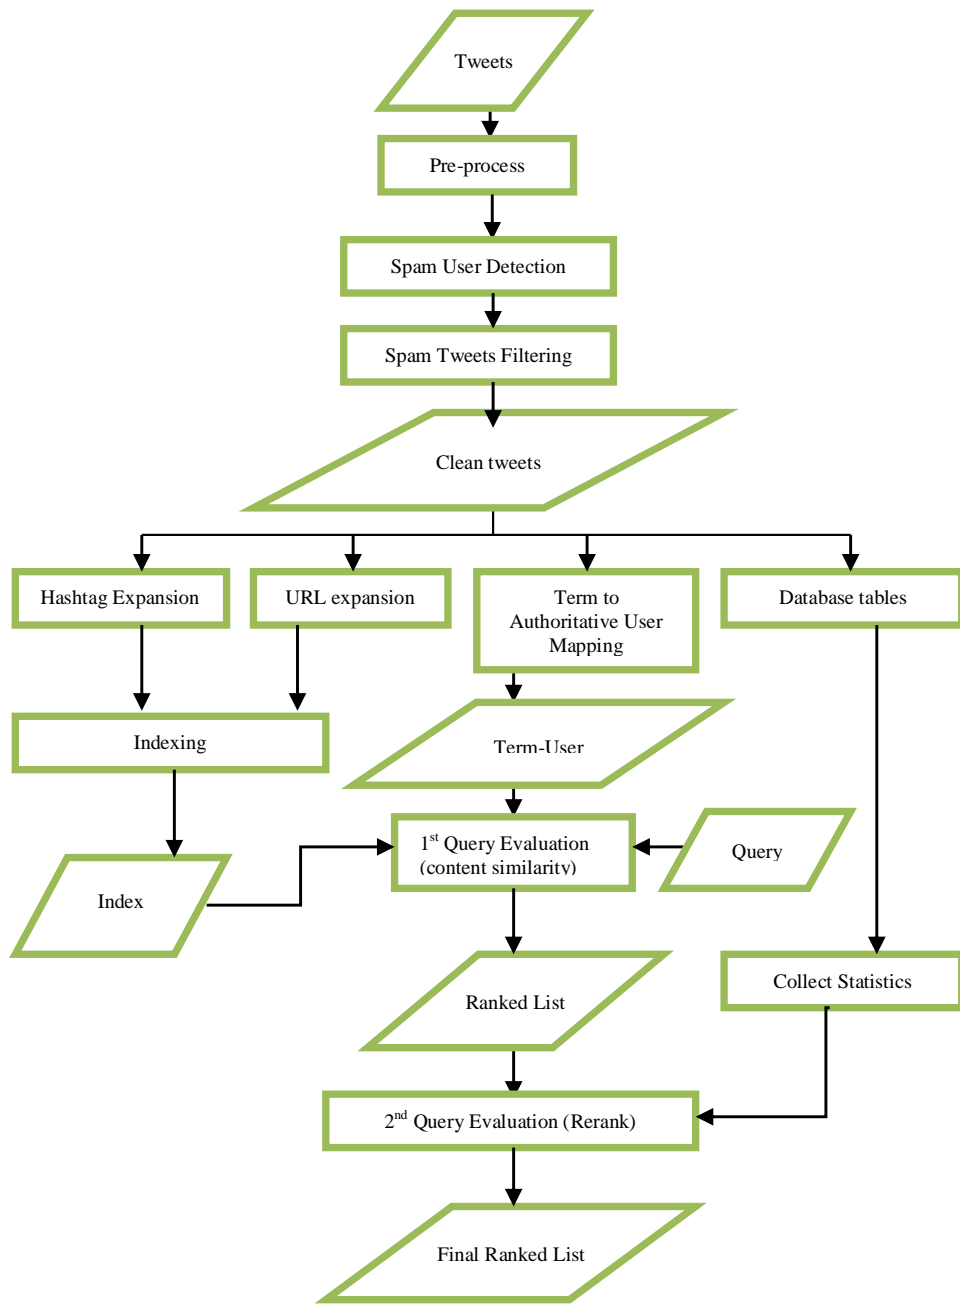 Tweets
Pre-process
Spam User Detection
Spam Tweets Filtering
Clean tweets
Hashtag Expansion
URL expansion
Term to
Authoritative User
Mapping
Database tables
Indexing
Term-User
1st Query Evaluation
(content similarity)
Query
Index
Ranked List
Collect Statistics
2nd Query Evaluation (Rerank)
Final Ranked List